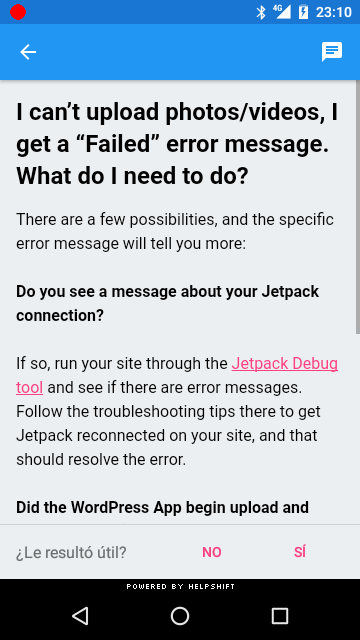 4G 23:10
I can’t upload photos/videos, I
get a “Failed” error message.
What do I need to do?
There are a few possibilities, and the specific
error message will tell you more:
Do you see a message about your Jetpack
connection?
If so, run your site through the Jetpack Debug
tool and see if there are error messages.
Follow the troubleshooting tips there to get
Jetpack reconnected on your site, and that
should resolve the error.
Did the WordPress App begin upload and
¿Le resultó útil? NO SÍ
POWERED BY HELPSHIFT